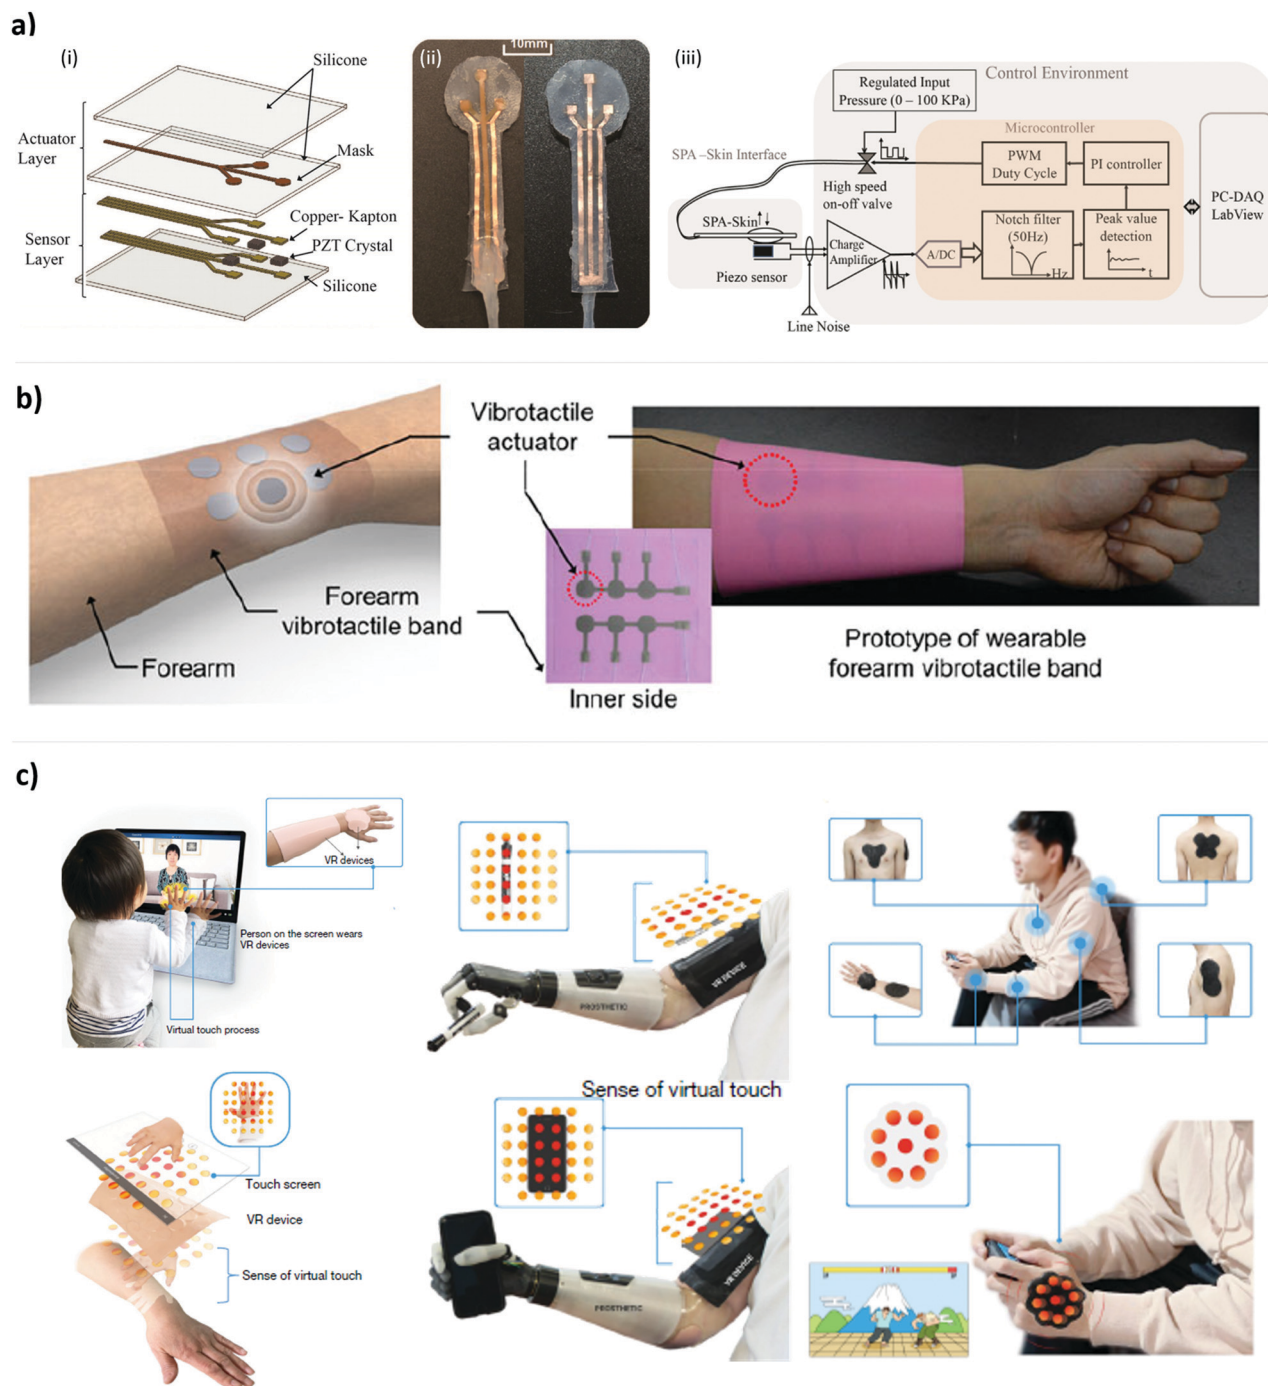 a)
(i)
Silicone
Actuator
Layer
Mask
Copper- Kapton
PZT Crystal
Sensor
Layer
Silicone
(ii)
10mm
(iii)
Control Environment
Regulated Input
Pressure (0 – 100 KPa)
Microcontroller
SPA –Skin Interface
PWM
Duty Cycle
PI controller
High speed
on-off valve
PC-DAQ
LabView
SPA-Skin
Charge
Amplifier
A/DC
Notch filter
(50Hz)
Hz
Peak value
detection
t
Piezo sensor
Line Noise
b)
Vibrotactile
actuator
Forearm
vibrotactile band
Forearm
Inner side
Prototype of wearable
forearm vibrotactile band
c)
VR devices
Person on the screen wears
VR devices
Virtual touch process
VR DEVICE
PROSTHETIC
Sense of virtual touch
Touch screen
VR device
Sense of virtual touch
VR DEVICE
PROSTHETIC